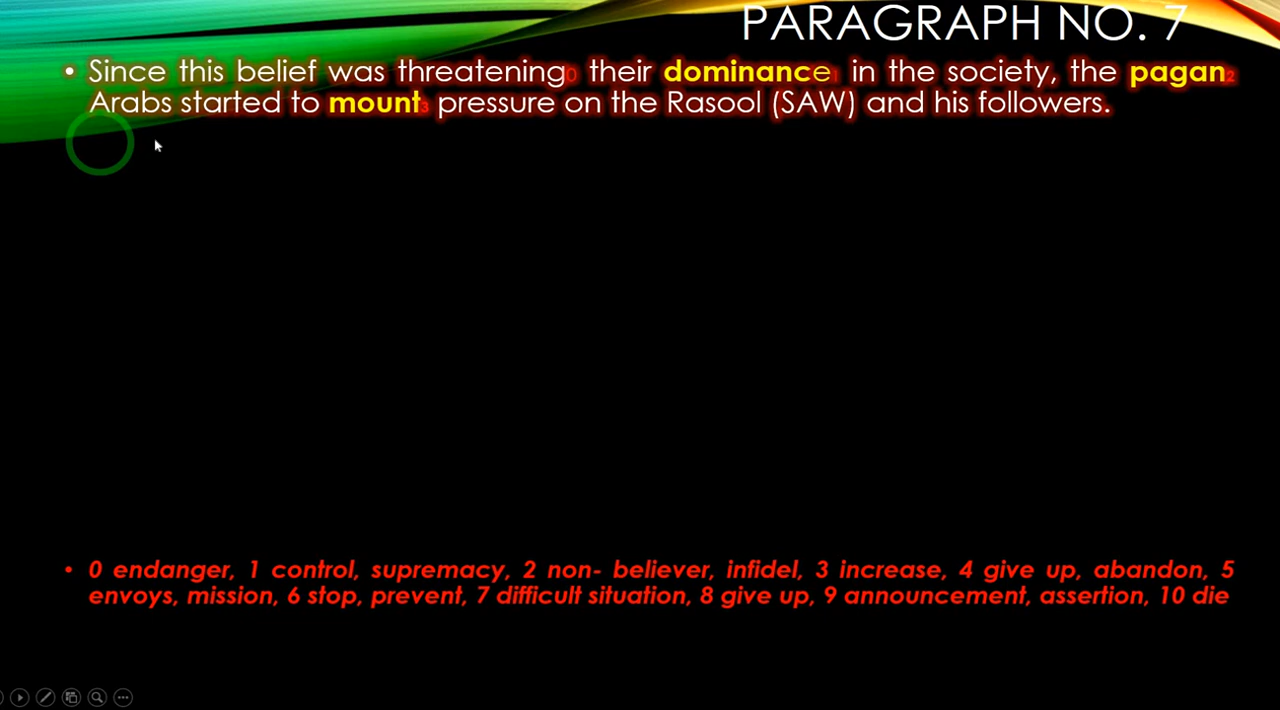 PARAGRAPH NO. 7
• Since this belief was threatening0 their dominance1 in the society, the pagan2
Arabs started to mount3 pressure on the Rasool (SAW) and his followers.
• 0 endanger, 1 control, supremacy, 2 non- believer, infidel, 3 increase, 4 give up, abandon, 5
envoys, mission, 6 stop, prevent, 7 difficult situation, 8 give up, 9 announcement, assertion, 10 die